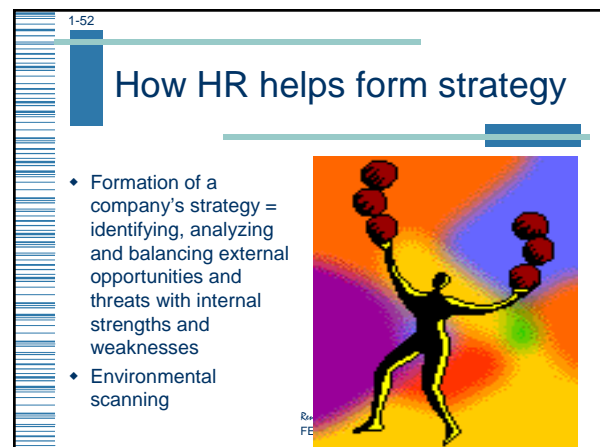 1-52
How HR helps form strategy
Formation of a
company's strategy =
identifying, analyzing
and balancing external
opportunities and
threats with internal
strengths and
weaknesses
Environmental
scanning